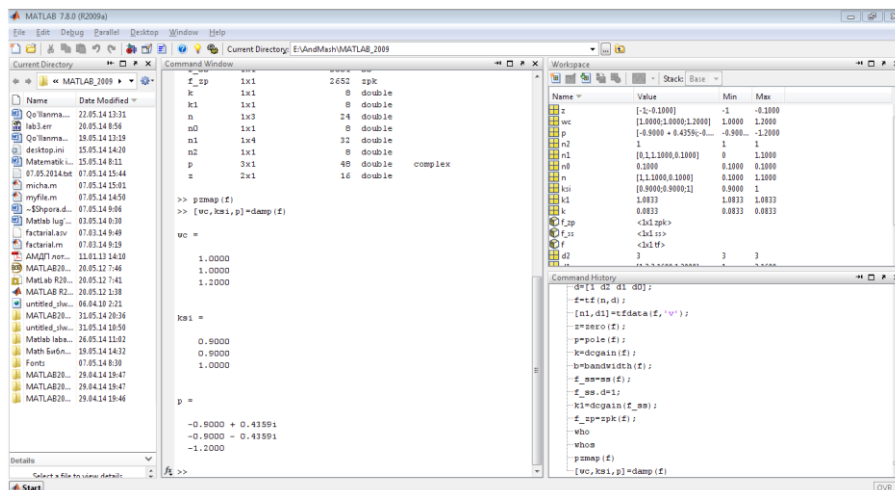 MATLAB 7.8.0 (R2009a)
File Edit Debug Parallel Desktop Window Help
Current Directory: E:\AndMash\MATLAB_2009
Current Directory
« MATLAB_2009
Name Date Modified
Qo'llanma... 22.05.14 13:31
lab3.err 20.05.14 8:56
Qo'llanma... 19.05.14 13:19
desktop.ini 15.05.14 14:20
Matematik i... 15.05.14 8:11
07.05.2014.txt 07.05.14 15:44
micha.m 07.05.14 15:01
myfile.m 07.05.14 14:50
~$Shpora.d... 07.05.14 9:06
Matlab lug'... 03.05.14 0:30
factarial.asv 07.03.14 9:49
factarial.m 07.03.14 9:19
АМДП лот... 11.01.13 14:10
MATLAB20... 20.05.12 7:46
MatLab R20... 20.05.12 7:41
MATLAB R2... 20.05.12 1:38
untitled_slw... 06.04.10 2:21
MATLAB20... 31.05.14 20:36
untitled_slw... 31.05.14 10:50
Matlab laba... 26.05.14 11:02
Math Библ... 19.05.14 14:32
Fonts 07.05.14 8:30
MATLAB20... 29.04.14 19:47
MATLAB20... 29.04.14 19:47
MATLAB20... 29.04.14 19:46
Details
Select a file to view details
Start
Command Window
f_zp 1x1 2652 zpk
k 1x1 8 double
k1 1x1 8 double
n 1x3 24 double
n0 1x1 8 double
n1 1x4 32 double
n2 1x1 8 double
p 3x1 48 double complex
z 2x1 16 double
>> pzmap(f)
>> [wc,ksi,p]=damp(f)
wc =
1.0000
1.0000
1.2000
ksi =
0.9000
0.9000
1.0000
p =
-0.9000 + 0.4359i
-0.9000 - 0.4359i
-1.2000
fx >>
Workspace
Stack: Base
Name Value Min Max
z [-1;-0.1000] -1 -0.1000
wc [1.0000;1.0000;1.2000] 1.0000 1.2000
p [-0.9000 + 0.4359i;-0.... -0.900... -1.2000
n2 1 1 1
n1 [0,1,1.1000,0.1000] 0 1.1000
n0 0.1000 0.1000 0.1000
n [1,1.1000,0.1000] 0.1000 1.1000
ksi [0.9000;0.9000;1] 0.9000 1
k1 1.0833 1.0833 1.0833
k 0.0833 0.0833 0.0833
f_zp <1x1 zpk>
f_ss <1x1 ss>
f <1x1 tf>
d2 3 3 3
Command History
d=[1 d2 d1 d0];
f=tf(n,d);
[n1,d1]=tfdata(f,'v');
z=zero(f);
p=pole(f);
k=dcgain(f);
b=bandwidth(f);
f_ss=ss(f);
f_ss.d=1;
k1=dcgain(f_ss);
f_zp=zpk(f);
who
whos
pzmap(f)
[wc,ksi,p]=damp(f)
OVR